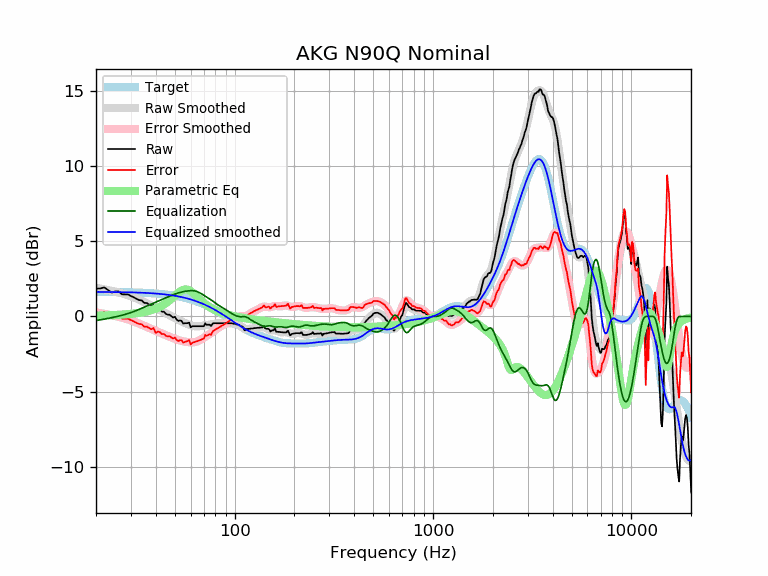 AKG N90Q Nominal
Target
Raw Smoothed
Error Smoothed
Raw
Error
Parametric Eq
Equalization
Equalized smoothed
15
10
5
0
−5
−10
Amplitude (dBr)
100
1000
10000
Frequency (Hz)